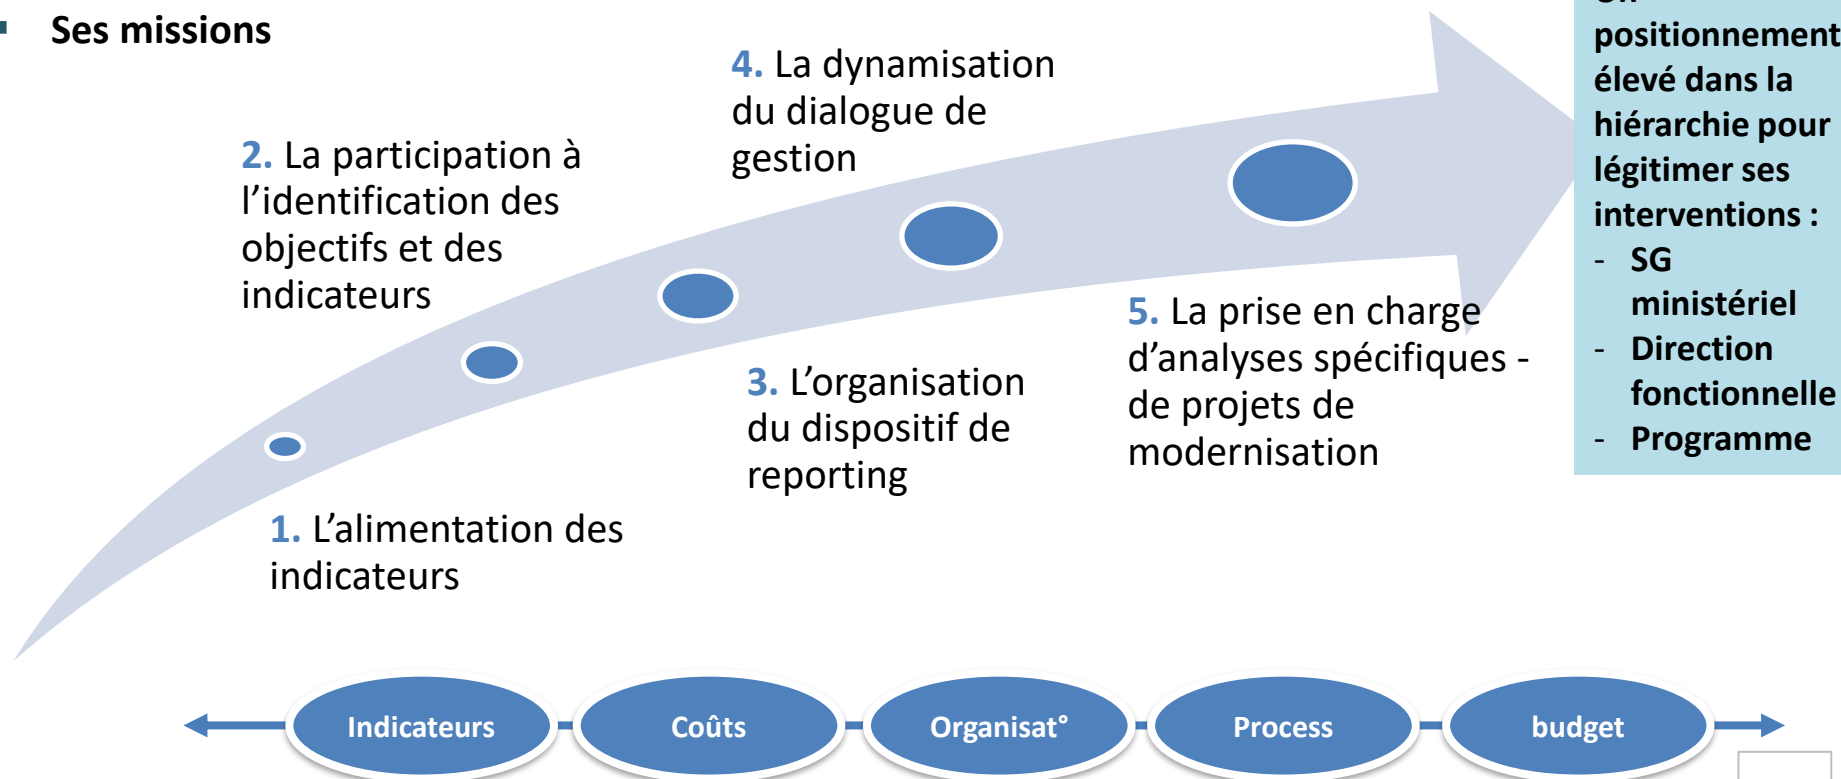 ▪ Ses missions
4. La dynamisation
du dialogue de
gestion
2. La participation à
l’identification des
objectifs et des
indicateurs
3. L’organisation
du dispositif de
reporting
5. La prise en charge
d’analyses spécifiques -
de projets de
modernisation
1. L’alimentation des
indicateurs
positionnement
élevé dans la
hiérarchie pour
légitimer ses
interventions :
- SG
ministériel
- Direction
fonctionnelle
- Programme
Indicateurs
Coûts
Organisat°
Process
budget